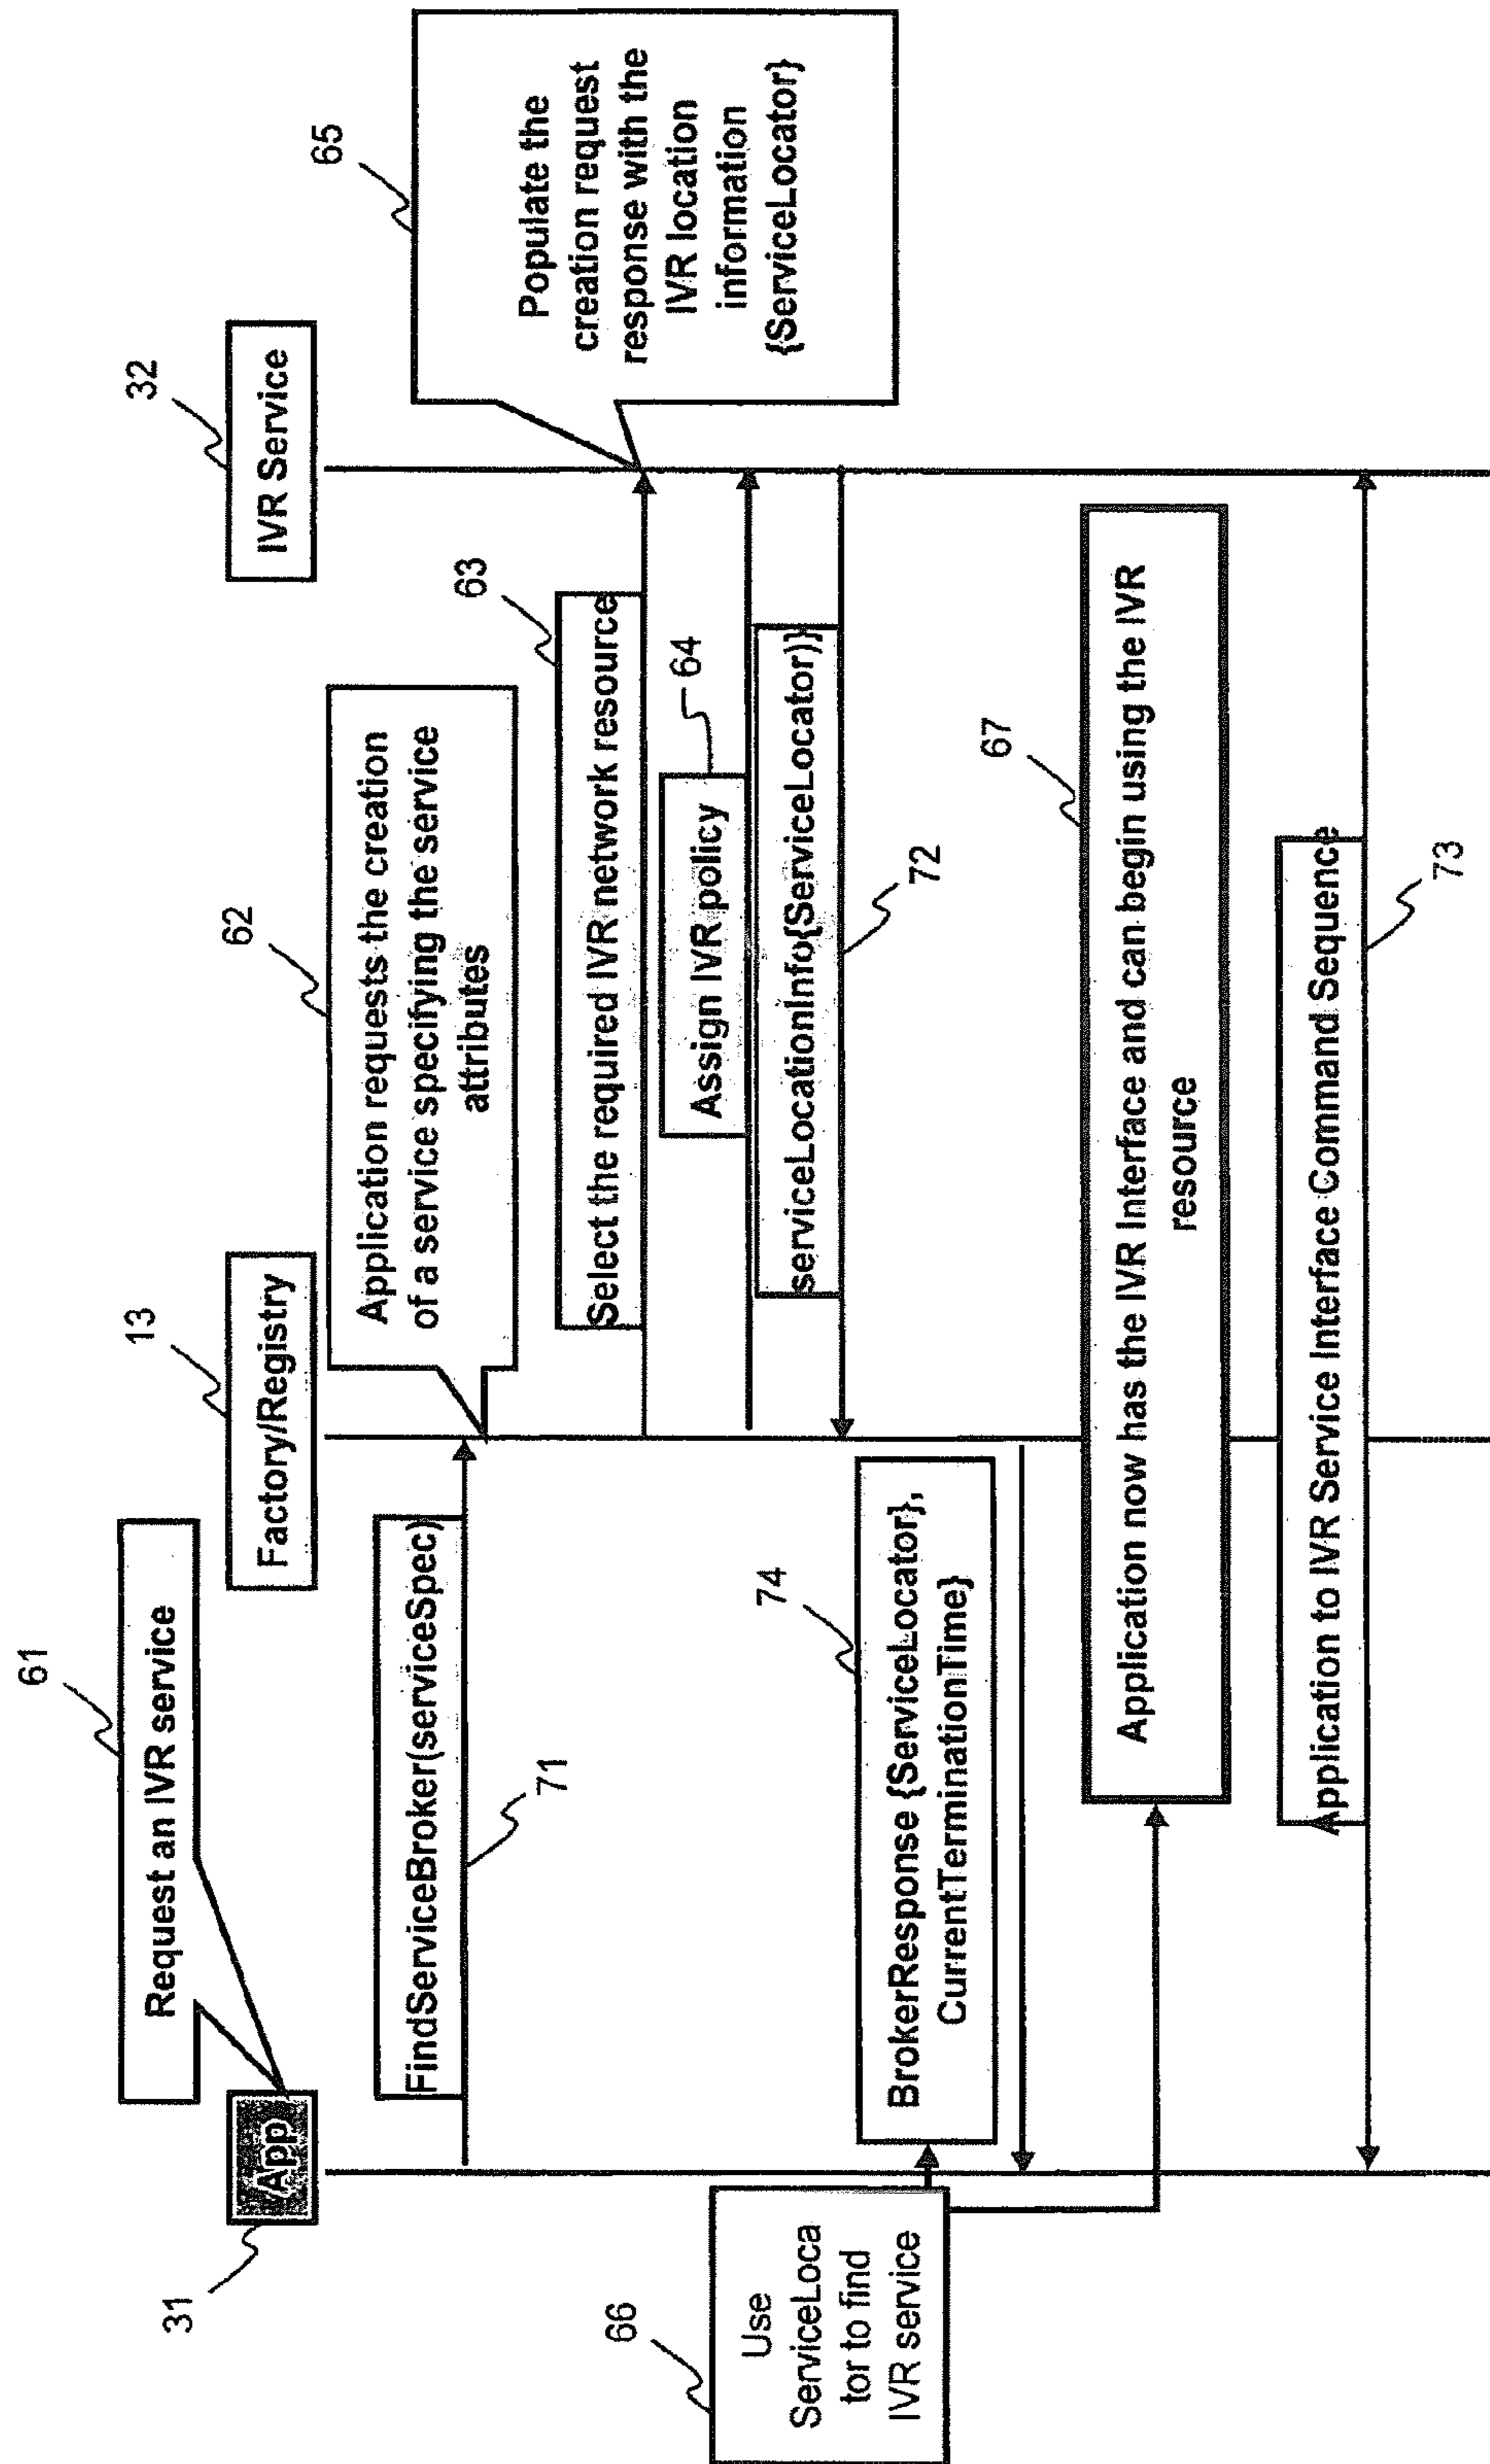 61
Request an IVR service
31
App
13
Factory/Registry
32
IVR Service
FindServiceBroker(serviceSpec)
71
62
Application requests the creation
of a service specifying the service
attributes
63
Select the required IVR network resource
65
Populate the
creation request
response with the
IVR location
information
{ServiceLocator}
64
Assign IVR policy
serviceLocationInfo{ServiceLocator)}
72
66
Use
ServiceLoca
tor to find
IVR service
74
BrokerResponse {ServiceLocator},
CurrentTerminationTime}
67
Application now has the IVR Interface and can begin using the IVR
resource
Application to IVR Service Interface Command Sequence
73